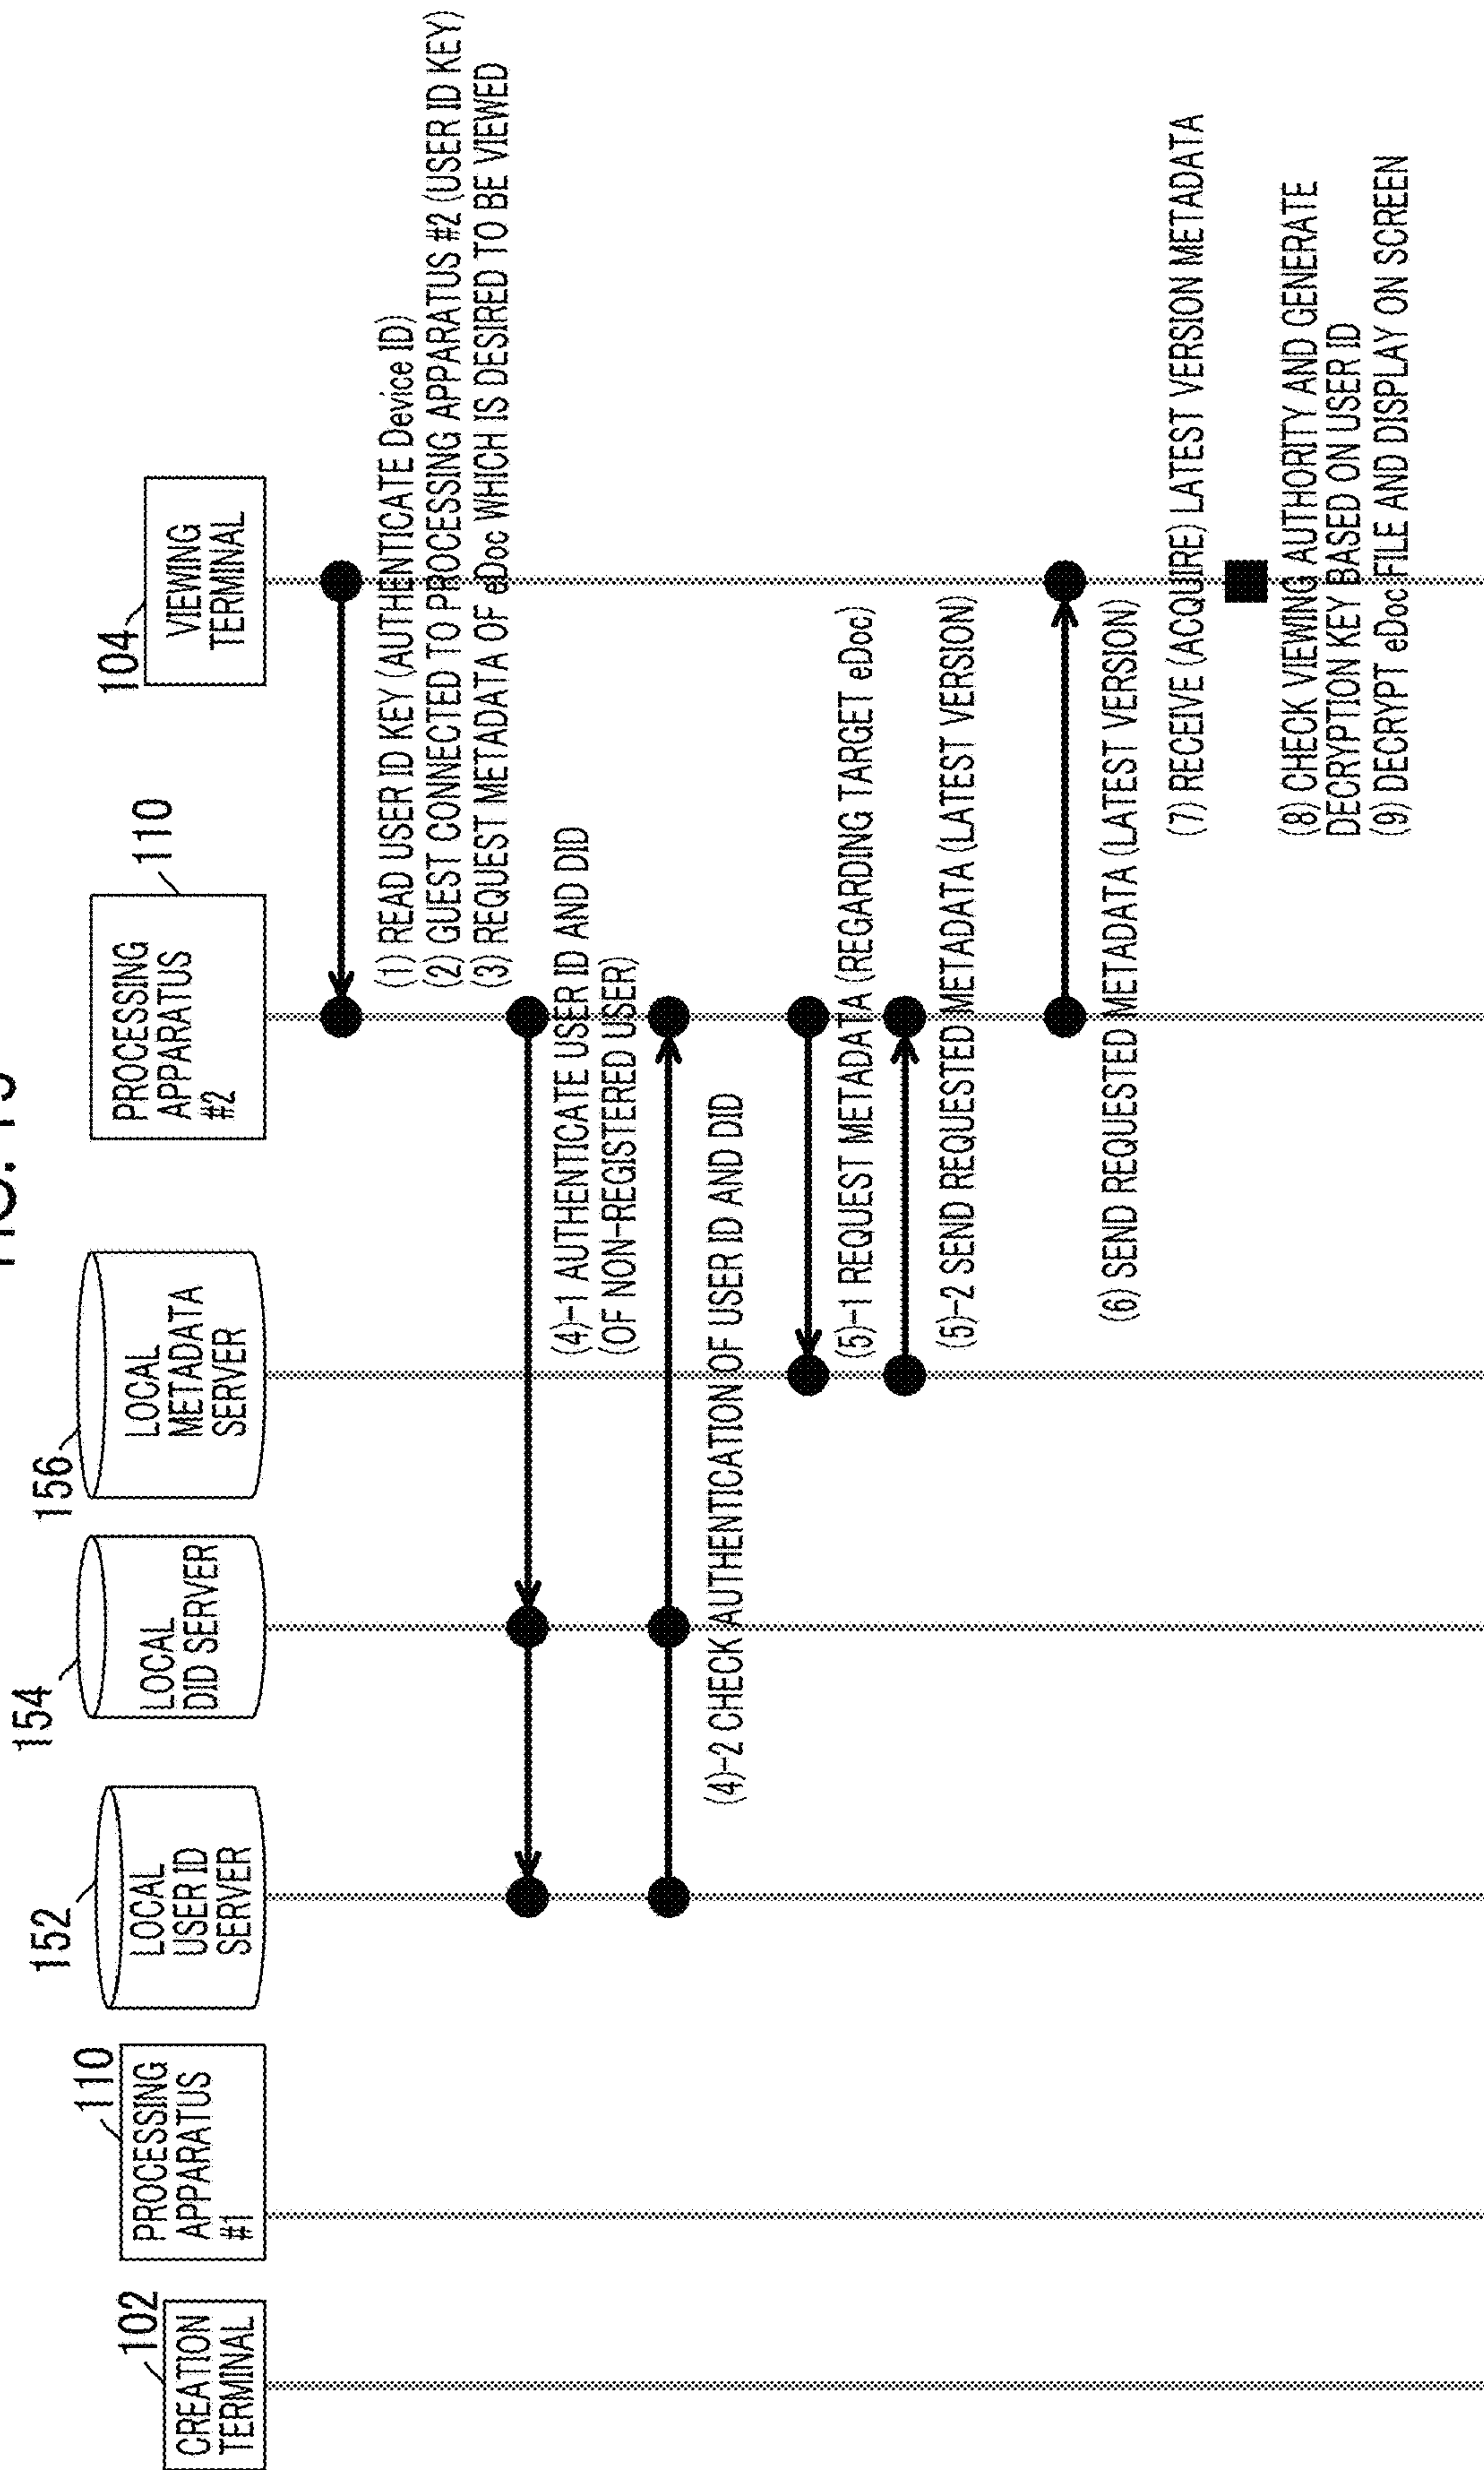 102
CREATION
TERMINAL
110
PROCESSING
APPARATUS
#1
152
LOCAL
USER ID
SERVER
154
LOCAL
DID SERVER
156
LOCAL
METADATA
SERVER
110
PROCESSING
APPARATUS
#2
104
VIEWING
TERMINAL
(1) READ USER ID KEY (AUTHENTICATE Device ID)
(2) GUEST CONNECTED TO PROCESSING APPARATUS #2 (USER ID KEY)
(3) REQUEST METADATA OF eDoc WHICH IS DESIRED TO BE VIEWED
(4)-1 AUTHENTICATE USER ID AND DID
(OF NON-REGISTERED USER)
(4)-2 CHECK AUTHENTICATION OF USER ID AND DID
(5)-1 REQUEST METADATA (REGARDING TARGET eDoc)
(5)-2 SEND REQUESTED METADATA (LATEST VERSION)
(6) SEND REQUESTED METADATA (LATEST VERSION)
(7) RECEIVE (ACQUIRE) LATEST VERSION METADATA
(8) CHECK VIEWING AUTHORITY AND GENERATE
DECRYPTION KEY BASED ON USER ID
(9) DECRYPT eDoc FILE AND DISPLAY ON SCREEN